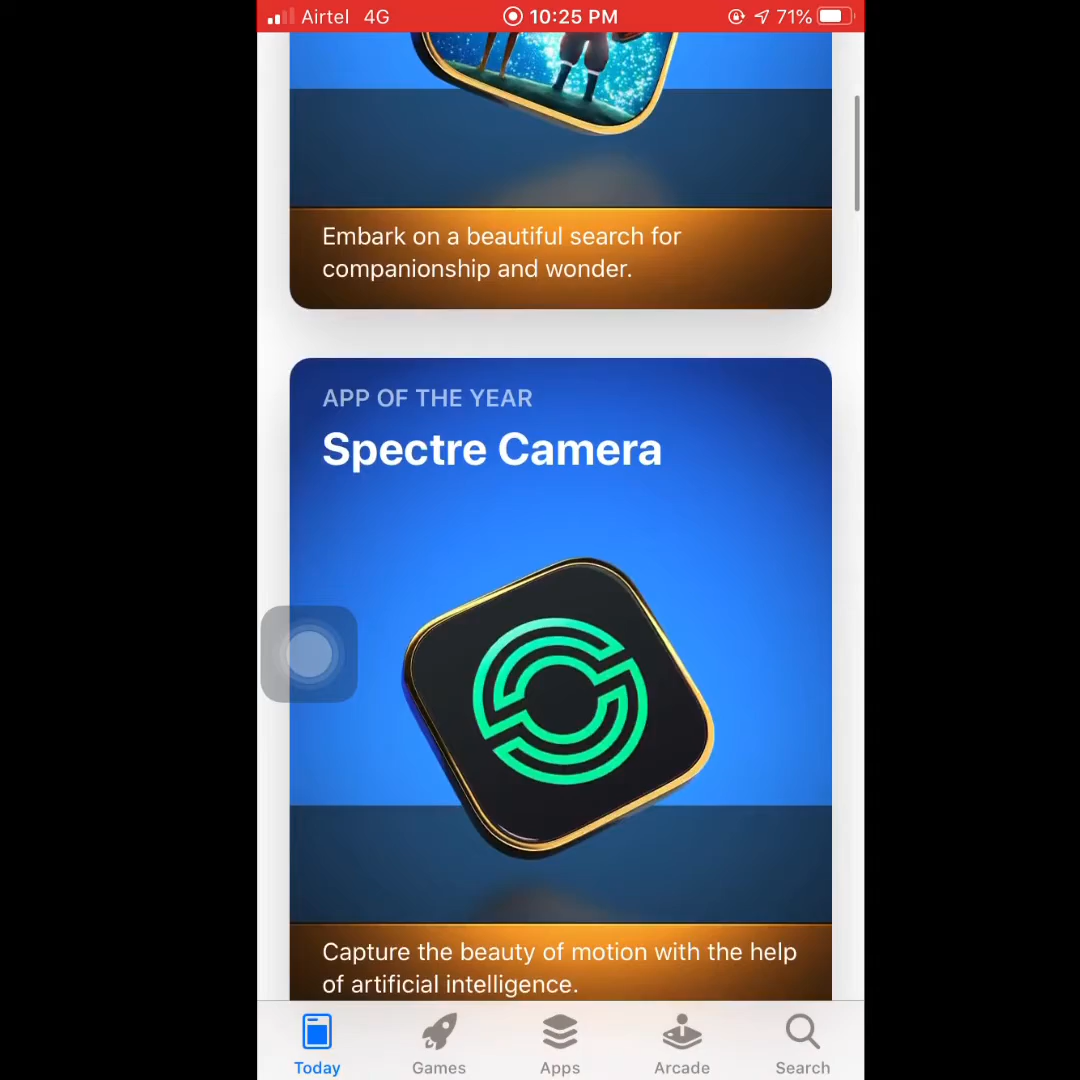 Airtel 4G 10:25 PM 71%
Embark on a beautiful search for
companionship and wonder.
APP OF THE YEAR
Spectre Camera
Capture the beauty of motion with the help
of artificial intelligence.
Today Games Apps Arcade Search